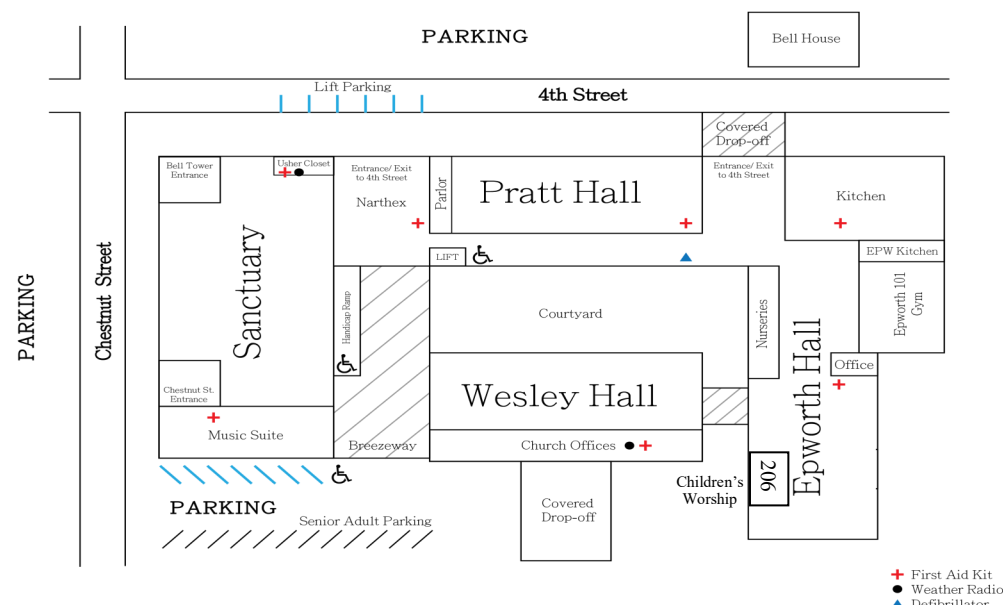 PARKING
Bell House
Lift Parking
4th Street
Covered
Drop-off
Bell Tower
Entrance
Usher Closet
Entrance/ Exit
to 4th Street
Narthex
Parlor
Pratt Hall
Entrance/ Exit
to 4th Street
Kitchen
PARKING
Chestnut Street
Sanctuary
LIFT
EPW Kitchen
Handicap Ramp
Courtyard
Nurseries
Epworth 101
Gym
Epworth Hall
Office
Chestnut St.
Entrance
Wesley Hall
Music Suite
Breezeway
Church Offices
Children's
Worship
206
PARKING
Senior Adult Parking
Covered
Drop-off
First Aid Kit
Weather Radio
Defibrillator